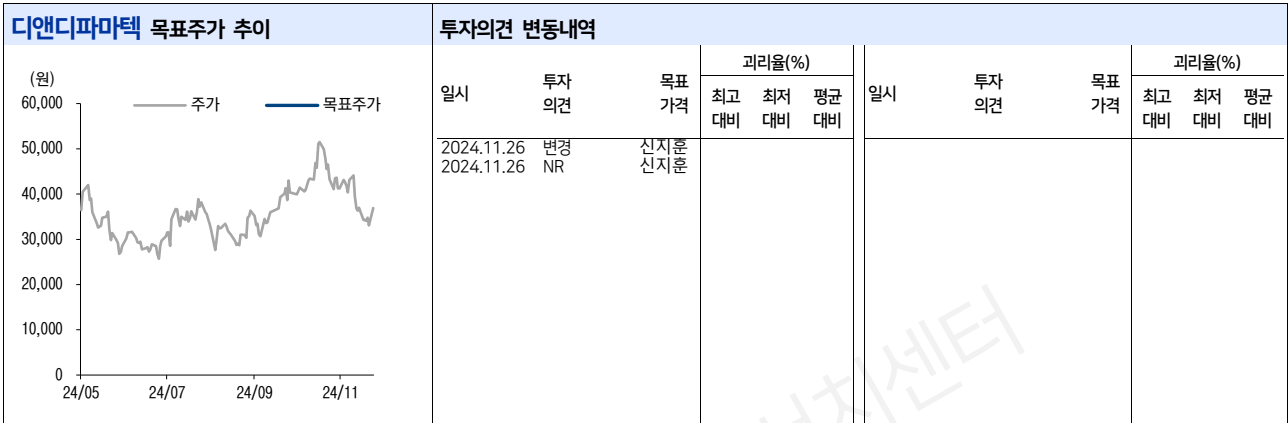 디앤디파마텍 목표주가 추이
투자의견 변동내역
(원)
60,000
50,000
40,000
30,000
20,000
10,000
0
24/05 24/07 24/09 24/11
주가 목표주가
일시 투자의견 목표가격 괴리율(%)
최고대비 최저대비 평균대비
일시 투자의견 목표가격 괴리율(%)
최고대비 최저대비 평균대비
2024.11.26 변경 신지훈
2024.11.26 NR 신지훈